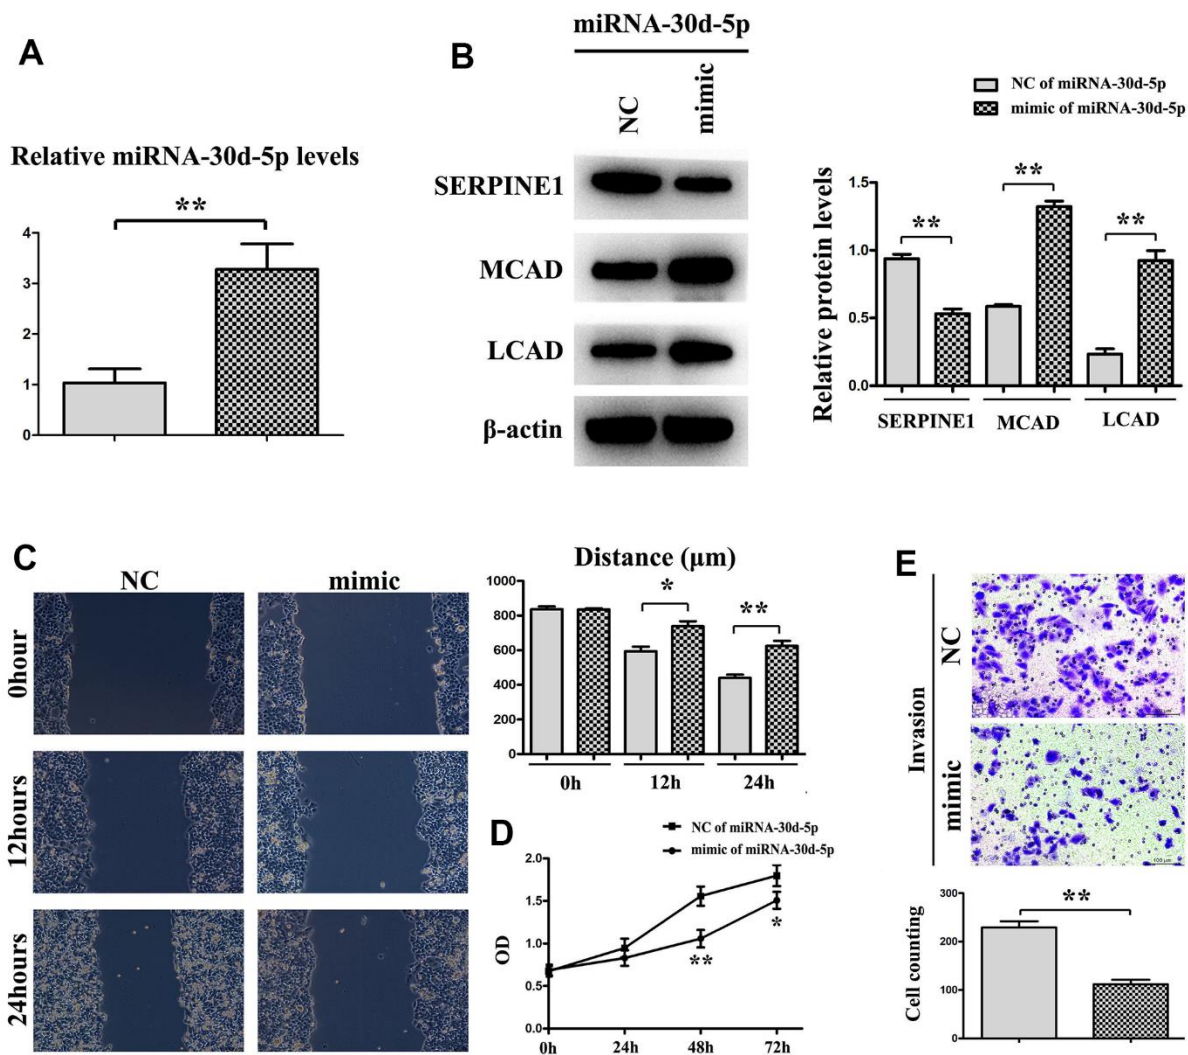 A
Relative miRNA-30d-5p levels
**
4
3
2
1
0
B
miRNA-30d-5p
NC
mimic
SERPINE1
MCAD
LCAD
β-actin
NC of miRNA-30d-5p
mimic of miRNA-30d-5p
Relative protein levels
1.5
1.0
0.5
0.0
**
**
**
SERPINE1
MCAD
LCAD
C
NC
mimic
0hour
12hours
24hours
Distance (µm)
1000
800
600
400
200
0
*
**
0h
12h
24h
D
NC of miRNA-30d-5p
mimic of miRNA-30d-5p
OD
2.0
1.5
1.0
0.5
0.0
**
*
0h
24h
48h
72h
E
Invasion
NC
mimic
100 µm
Cell counting
300
200
100
0
**